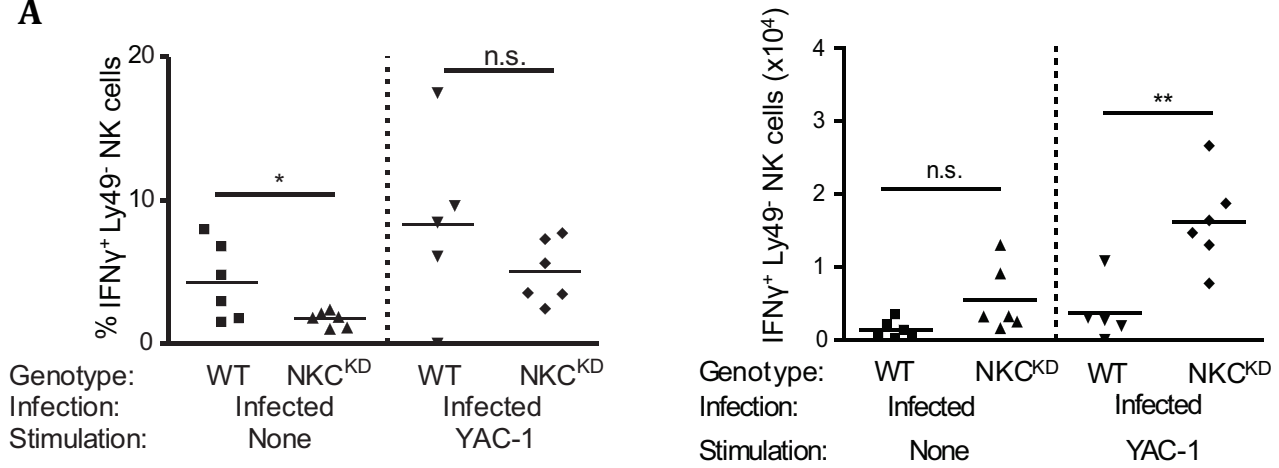 A
% IFNγ⁺ Ly49⁻ NK cells
20
10
0
*
n.s.
Genotype: WT NKCᴷᴰ WT NKCᴷᴰ
Infection: Infected Infected
Stimulation: None YAC-1
IFNγ⁺ Ly49⁻ NK cells (x10⁴)
4
3
2
1
0
n.s.
**
Genotype: WT NKCᴷᴰ WT NKCᴷᴰ
Infection: Infected Infected
Stimulation: None YAC-1